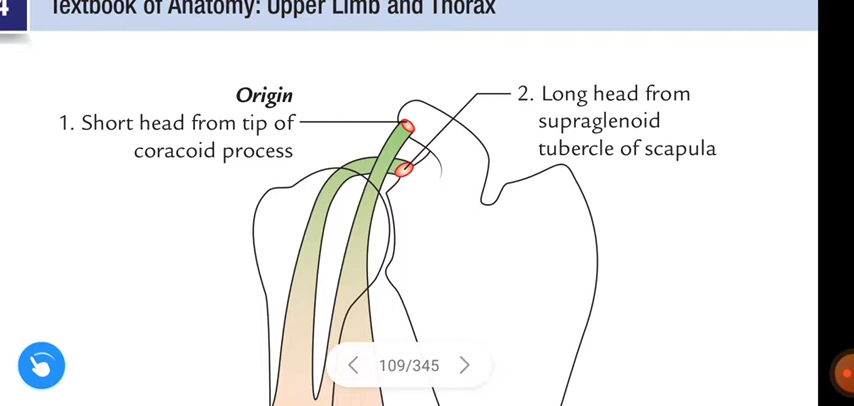 4
Textbook of Anatomy: Upper Limb and Thorax
Origin
1. Short head from tip of
coracoid process
2. Long head from
supraglenoid
tubercle of scapula
109/345